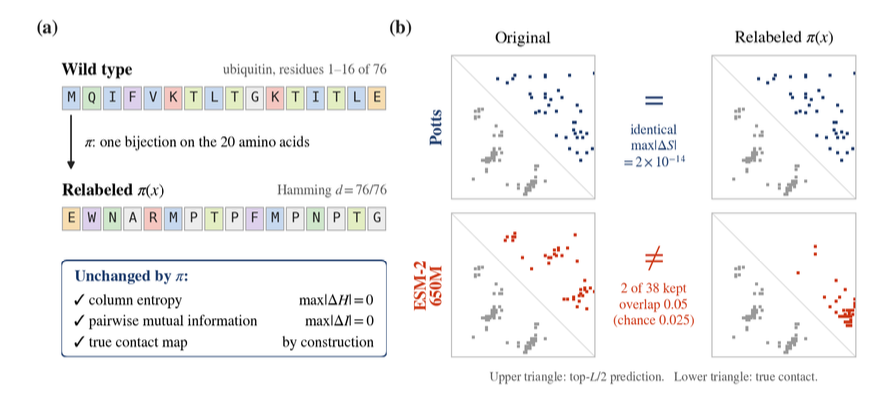 (a)
Wild type
ubiquitin, residues 1–16 of 76
M Q I F V K T L T G K T I T L E
π: one bijection on the 20 amino acids
Relabeled π(x)
Hamming d = 76/76
E W N A R M P T P F M P N P T G
Unchanged by π:
✓ column entropy
max|ΔH| = 0
✓ pairwise mutual information
max|ΔI| = 0
✓ true contact map
by construction
(b)
Original
Relabeled π(x)
Potts
=
identical
max|ΔS|
= 2 × 10⁻¹⁴
ESM-2
650M
≠
2 of 38 kept
overlap 0.05
(chance 0.025)
Upper triangle: top-L/2 prediction. Lower triangle: true contact.